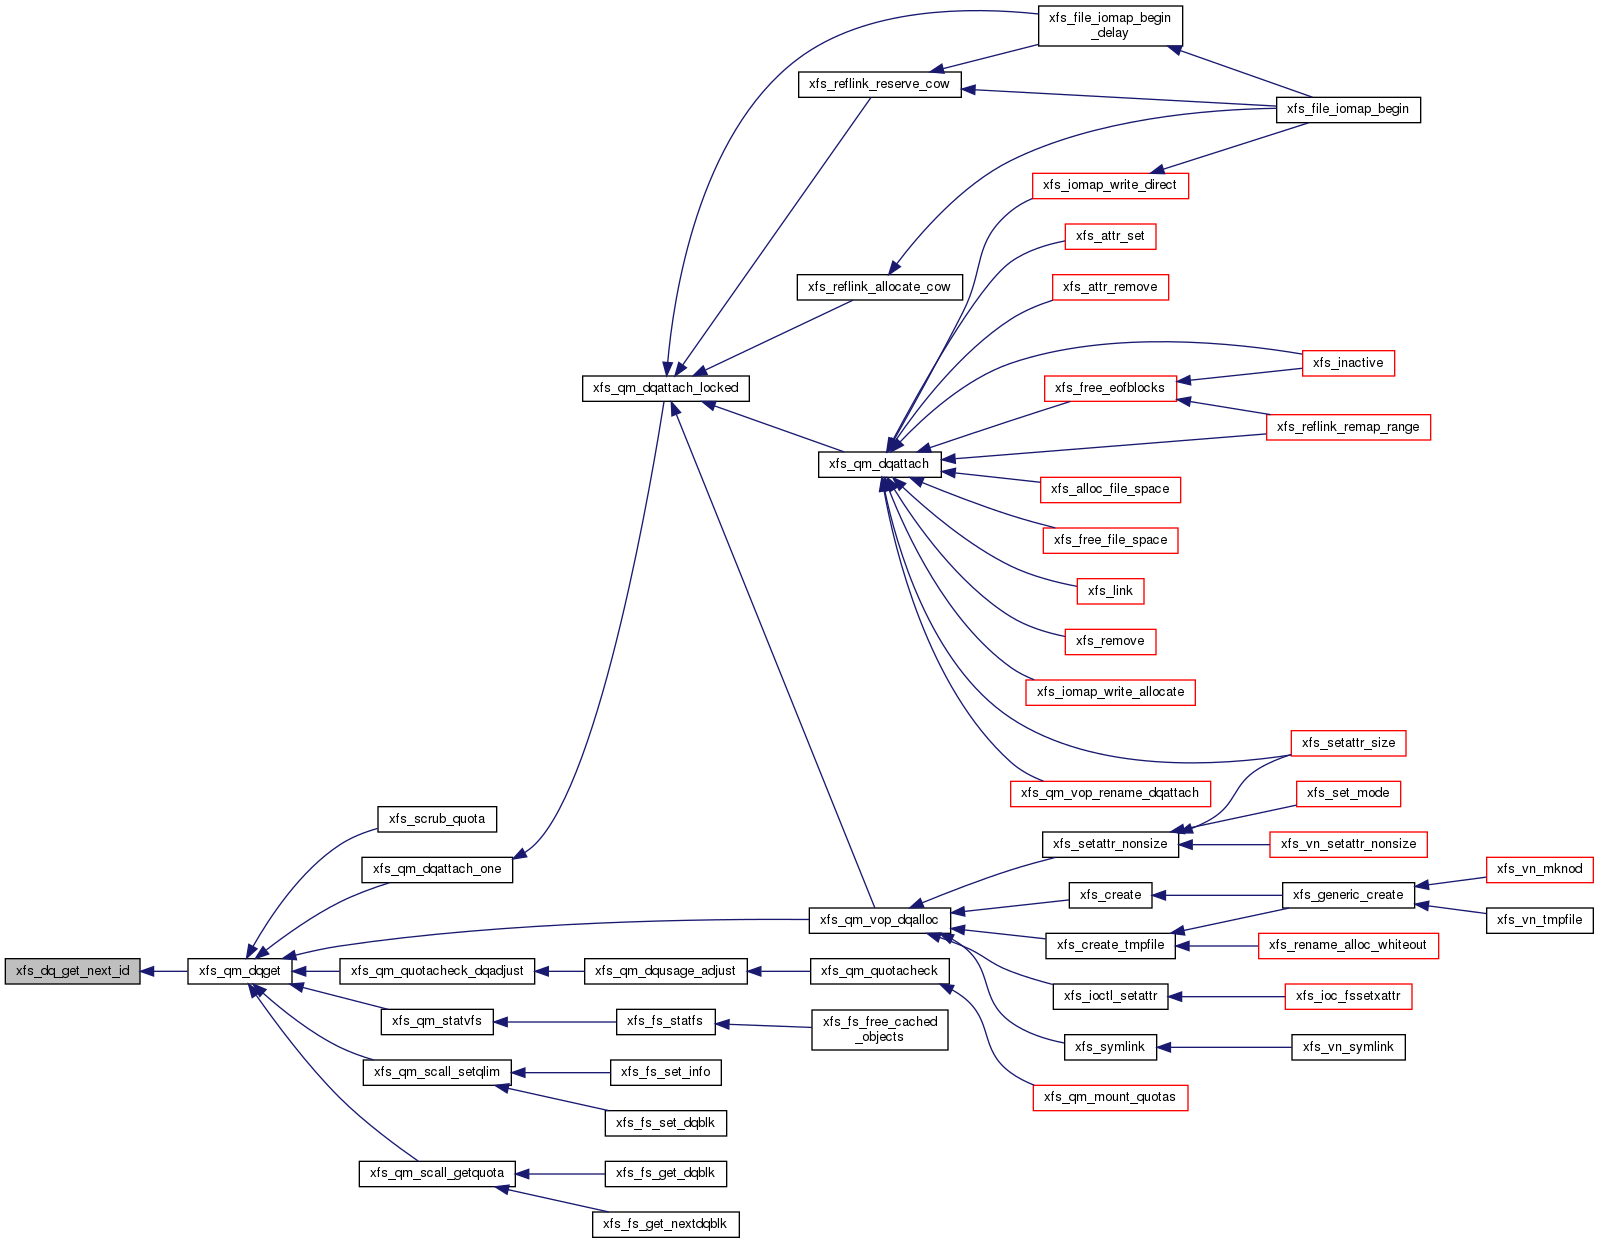 xfs_file_iomap_begin
_delay
xfs_reflink_reserve_cow
xfs_file_iomap_begin
xfs_iomap_write_direct
xfs_attr_set
xfs_reflink_allocate_cow
xfs_attr_remove
xfs_inactive
xfs_qm_dqattach_locked
xfs_free_eofblocks
xfs_reflink_remap_range
xfs_qm_dqattach
xfs_alloc_file_space
xfs_free_file_space
xfs_link
xfs_remove
xfs_iomap_write_allocate
xfs_setattr_size
xfs_qm_vop_rename_dqattach
xfs_set_mode
xfs_scrub_quota
xfs_setattr_nonsize
xfs_vn_setattr_nonsize
xfs_qm_dqattach_one
xfs_vn_mknod
xfs_create
xfs_generic_create
xfs_qm_vop_dqalloc
xfs_vn_tmpfile
xfs_create_tmpfile
xfs_rename_alloc_whiteout
xfs_dq_get_next_id
xfs_qm_dqget
xfs_qm_quotacheck_dqadjust
xfs_qm_dqusage_adjust
xfs_qm_quotacheck
xfs_ioctl_setattr
xfs_ioc_fssetxattr
xfs_qm_statvfs
xfs_fs_statfs
xfs_fs_free_cached
_objects
xfs_symlink
xfs_vn_symlink
xfs_qm_scall_setqlim
xfs_fs_set_info
xfs_qm_mount_quotas
xfs_fs_set_dqblk
xfs_qm_scall_getquota
xfs_fs_get_dqblk
xfs_fs_get_nextdqblk